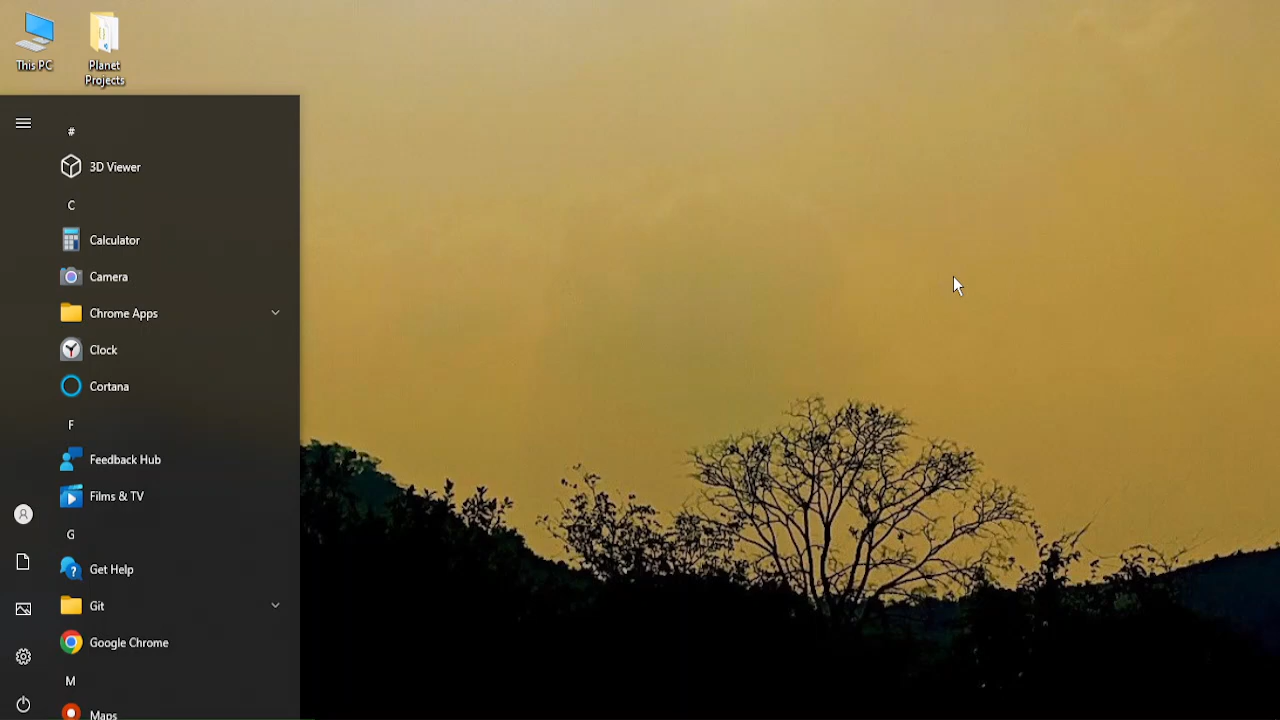 This PC
Planet
Projects
#
3D Viewer
C
Calculator
Camera
Chrome Apps
Clock
Cortana
F
Feedback Hub
Films & TV
G
Get Help
Git
Google Chrome
M
Maps